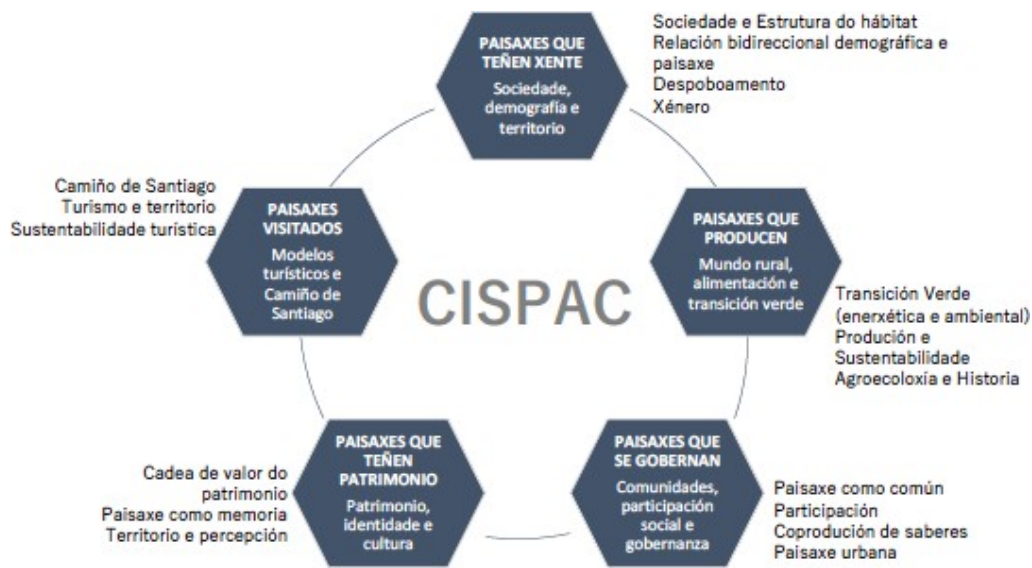 PAISAXES QUE
TEÑEN XENTE
Sociedade,
demografía e
territorio
Sociedade e Estrutura do hábitat
Relación bidireccional demográfica e
paisaxe
Despoboamento
Xénero
Camiño de Santiago
Turismo e territorio
Sustentabilidade turística
PAISAXES
VISITADOS
Modelos
turísticos e
Camiño de
Santiago
CISPAC
PAISAXES QUE
PRODUCEN
Mundo rural,
alimentación e
transición verde
Transición Verde
(enerxética e ambiental)
Produción e
Sustentabilidade
Agroecoloxía e Historia
Cadea de valor do
patrimonio
Paisaxe como memoria
Territorio e percepción
PAISAXES QUE
TEÑEN
PATRIMONIO
Patrimonio,
identidade e
cultura
PAISAXES QUE
SE GOBERNAN
Comunidades,
participación
social e
gobernanza
Paisaxe como común
Participación
Coprodución de saberes
Paisaxe urbana